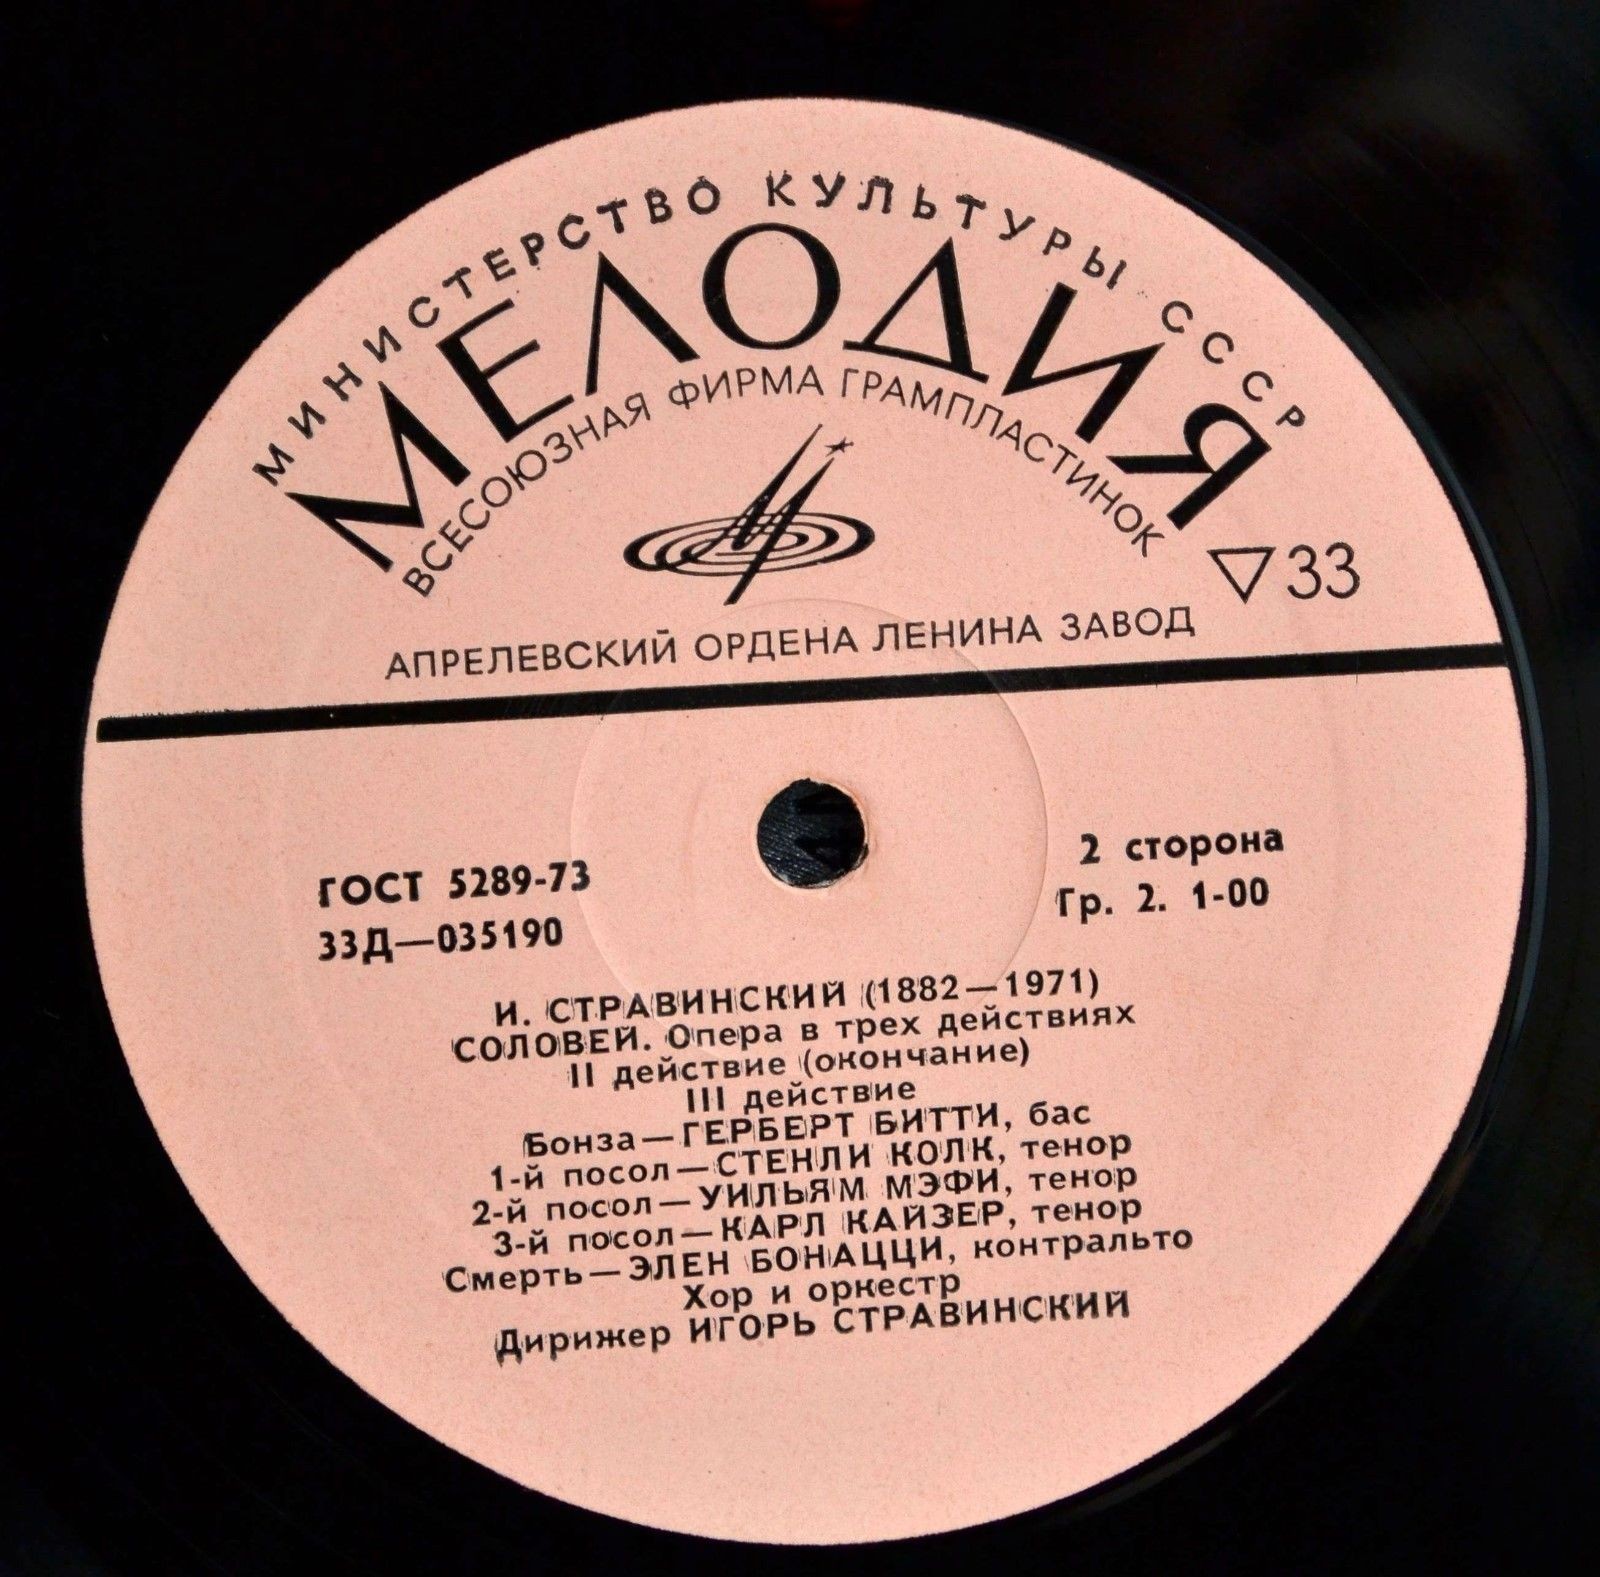 МИНИСТЕРСТВО КУЛЬТУРЫ СССР
МЕЛОДИЯ
ВСЕСОЮЗНАЯ ФИРМА ГРАМПЛАСТИНОК
33
АПРЕЛЕВСКИЙ ОРДЕНА ЛЕНИНА ЗАВОД
ГОСТ 5289-73
33Д—035190
2 сторона
Гр. 2. 1-00
И. СТРАВИНСКИЙ (1882—1971)
СОЛОВЕЙ. Опера в трех действиях
II действие (окончание)
III действие
Бонза—ГЕРБЕРТ БИТТИ, бас
1-й посол—СТЕНЛИ КОЛК, тенор
2-й посол—УИЛЬЯМ МЭФИ, тенор
3-й посол—КАРЛ КАЙЗЕР, тенор
Смерть—ЭЛЕН БОНАЦЦИ, контральто
Хор и оркестр
Дирижер ИГОРЬ СТРАВИНСКИЙ